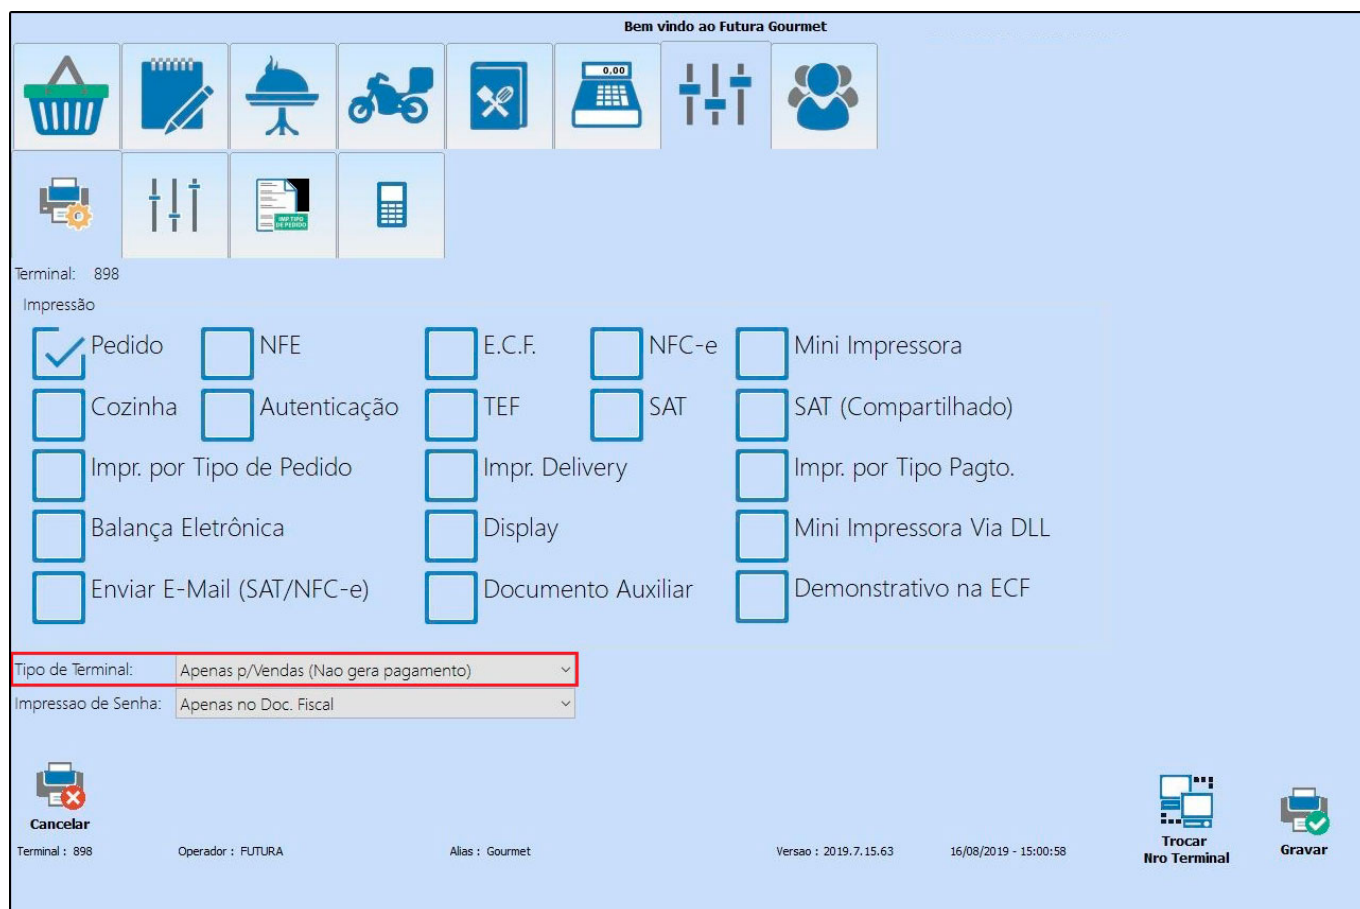 Bem vindo ao Futura Gourmet
0,00
IMP TIPO
DE PEDIDO
Terminal: 898
Impressão
Pedido NFE E.C.F. NFC-e Mini Impressora
Cozinha Autenticação TEF SAT SAT (Compartilhado)
Impr. por Tipo de Pedido Impr. Delivery Impr. por Tipo Pagto.
Balança Eletrônica Display Mini Impressora Via DLL
Enviar E-Mail (SAT/NFC-e) Documento Auxiliar Demonstrativo na ECF
Tipo de Terminal: Apenas p/Vendas (Nao gera pagamento)
Impressao de Senha: Apenas no Doc. Fiscal
Cancelar
Trocar
Nro Terminal
Gravar
Terminal : 898 Operador : FUTURA Alias : Gourmet Versao : 2019.7.15.63 16/08/2019 - 15:00:58